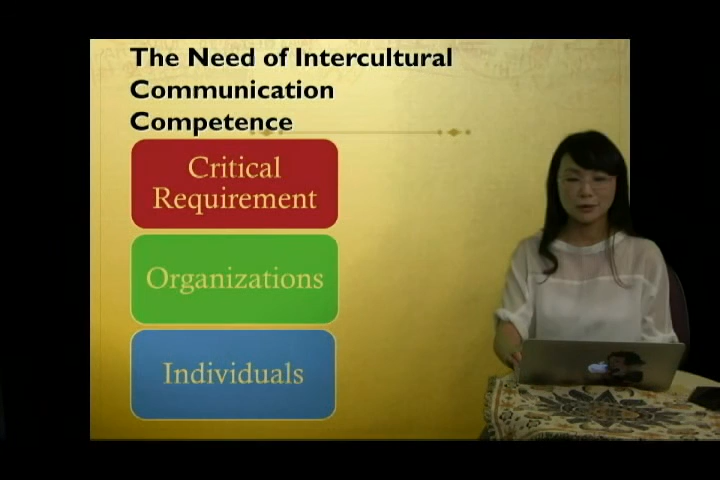 The Need of Intercultural
Communication
Competence
Critical
Requirement
Organizations
Individuals